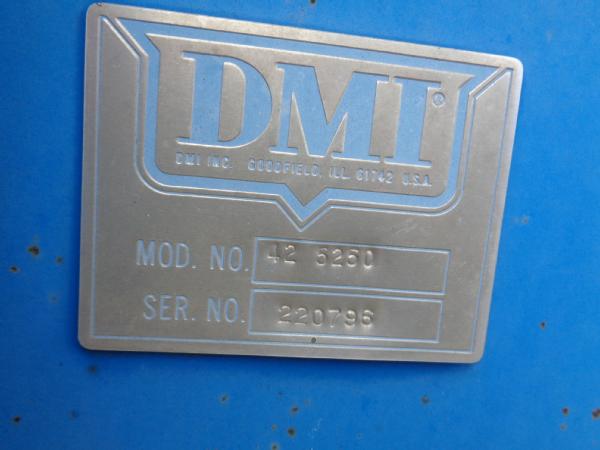 DMI®
DMI INC. GOODFIELD, ILL. 61742 U.S.A.
MOD. NO. 42 5250
SER. NO. 220796